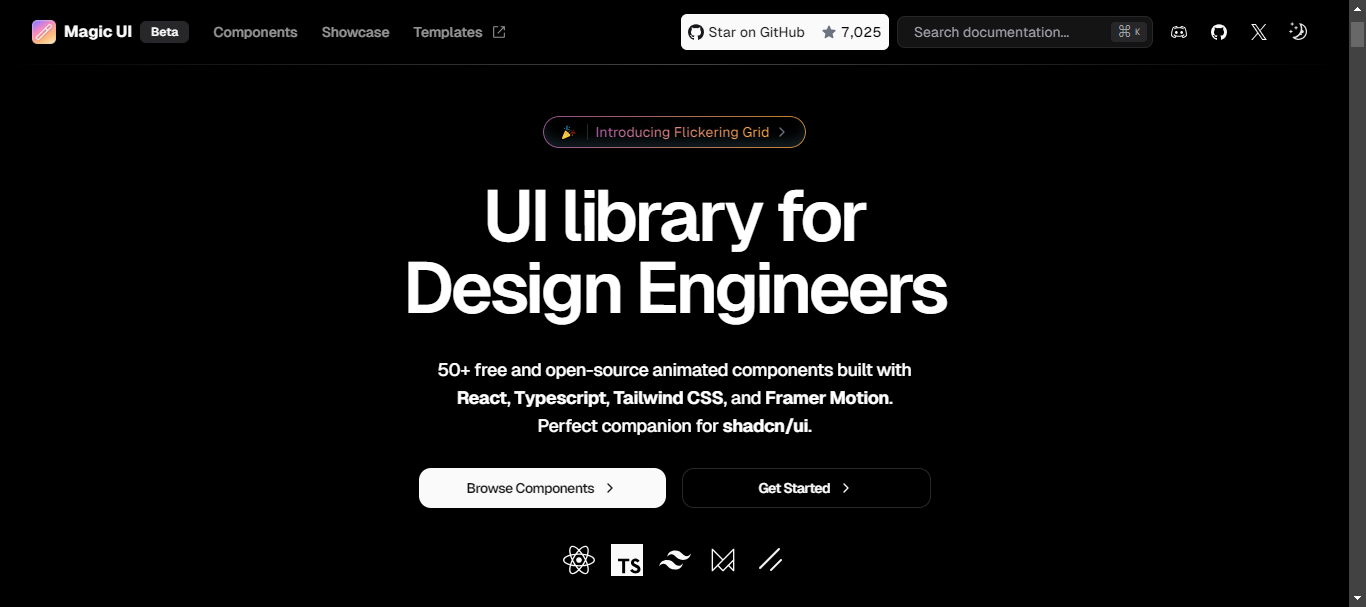 Magic UI Beta Components Showcase Templates Star on GitHub 7,025 Search documentation... ⌘ K
🎉 Introducing Flickering Grid
UI library for
Design Engineers
50+ free and open-source animated components built with
React, Typescript, Tailwind CSS, and Framer Motion.
Perfect companion for shadcn/ui.
Browse Components Get Started
TS